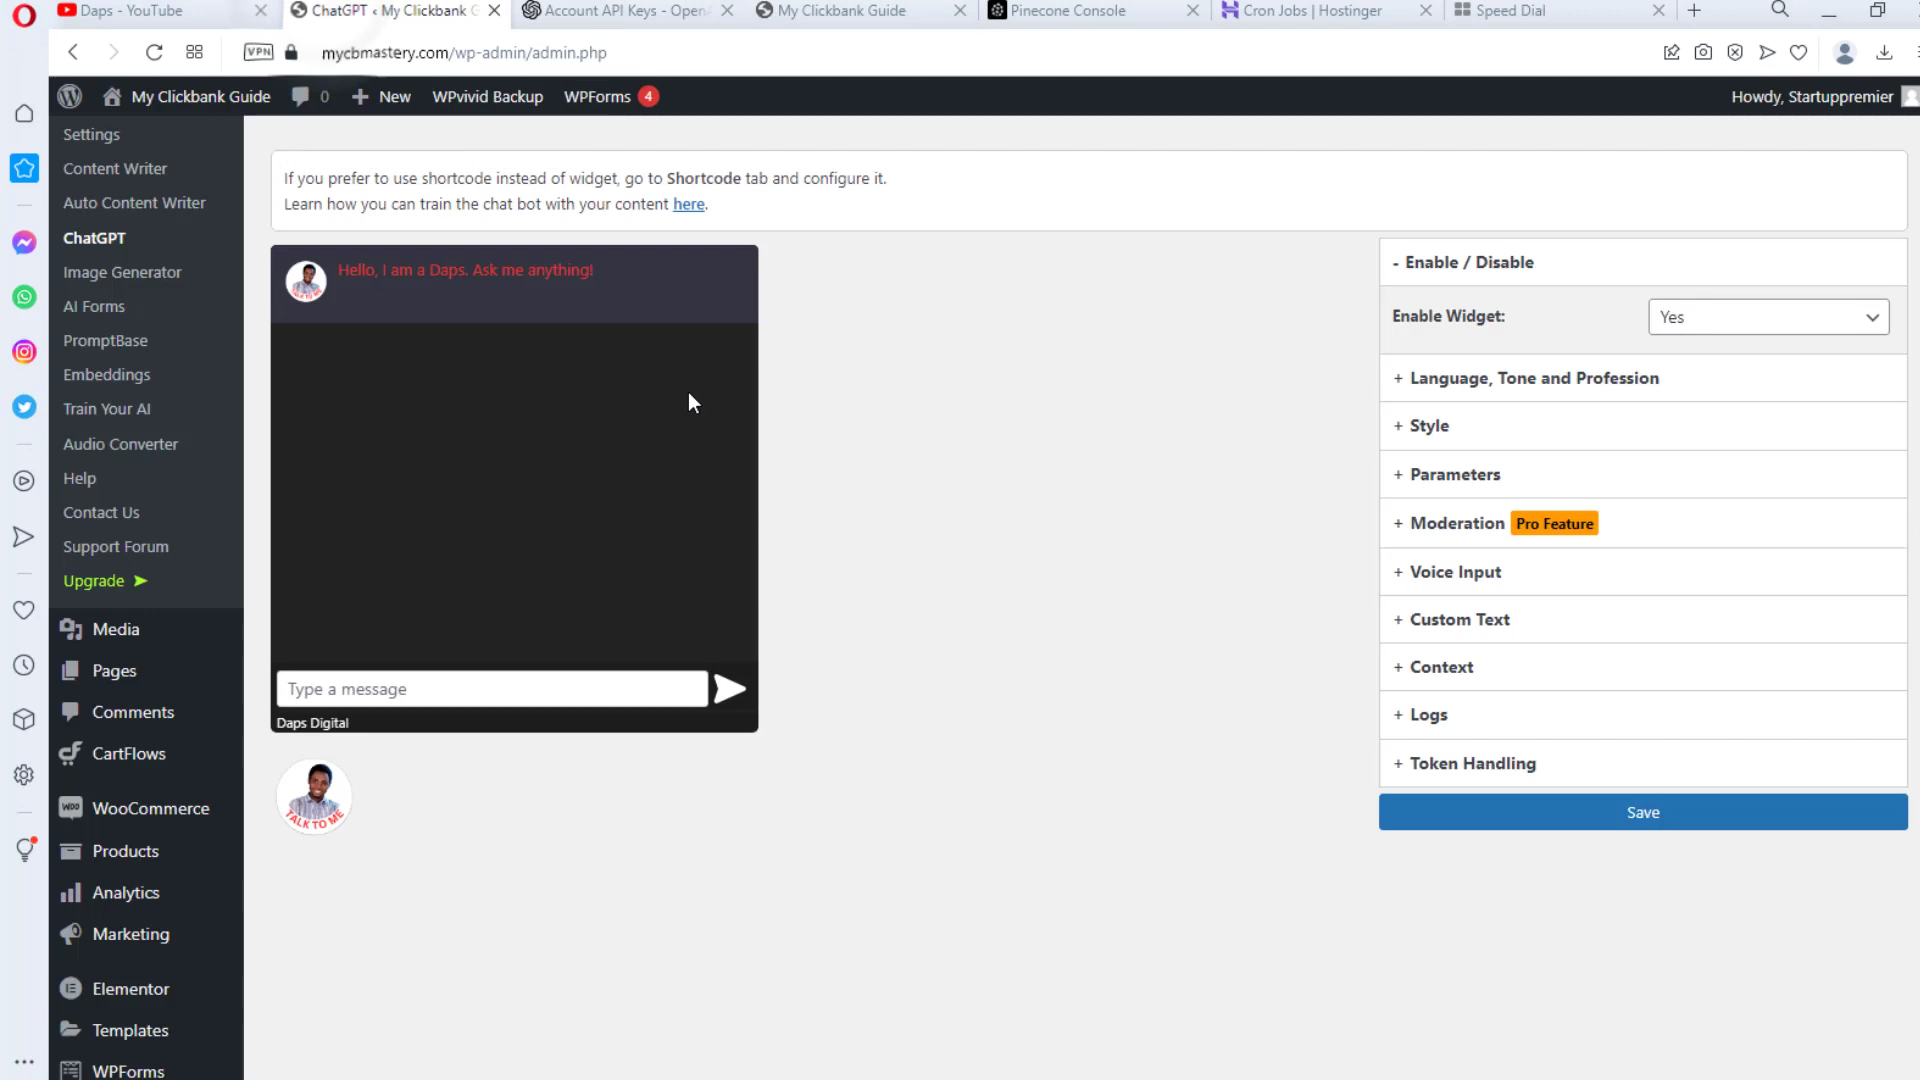 Daps - YouTube
ChatGPT ‹ My Clickbank G
Account API Keys - OpenA
My Clickbank Guide
Pinecone Console
Cron Jobs | Hostinger
Speed Dial
VPN
mycbmastery.com/wp-admin/admin.php
My Clickbank Guide
0
New
WPvivid Backup
WPForms 4
Howdy, Startuppremier
Settings
Content Writer
Auto Content Writer
ChatGPT
Image Generator
AI Forms
PromptBase
Embeddings
Train Your AI
Audio Converter
Help
Contact Us
Support Forum
Upgrade ➤
Media
Pages
Comments
CartFlows
WOO WooCommerce
Products
Analytics
Marketing
Elementor
Templates
WPForms
If you prefer to use shortcode instead of widget, go to Shortcode tab and configure it.
Learn how you can train the chat bot with your content here.
TALK TO ME
Hello, I am a Daps. Ask me anything!
Type a message
Daps Digital
TALK TO ME
- Enable / Disable
Enable Widget:
Yes
+ Language, Tone and Profession
+ Style
+ Parameters
+ Moderation Pro Feature
+ Voice Input
+ Custom Text
+ Context
+ Logs
+ Token Handling
Save